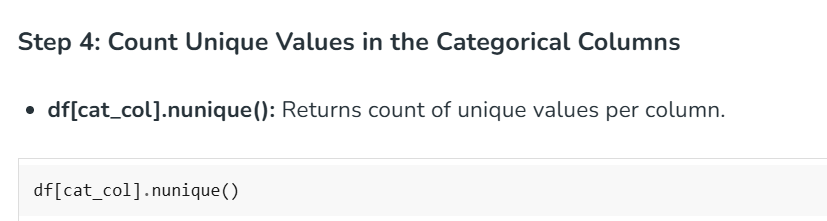 Step 4: Count Unique Values in the Categorical Columns
• df[cat_col].nunique(): Returns count of unique values per column.
df[cat_col].nunique()